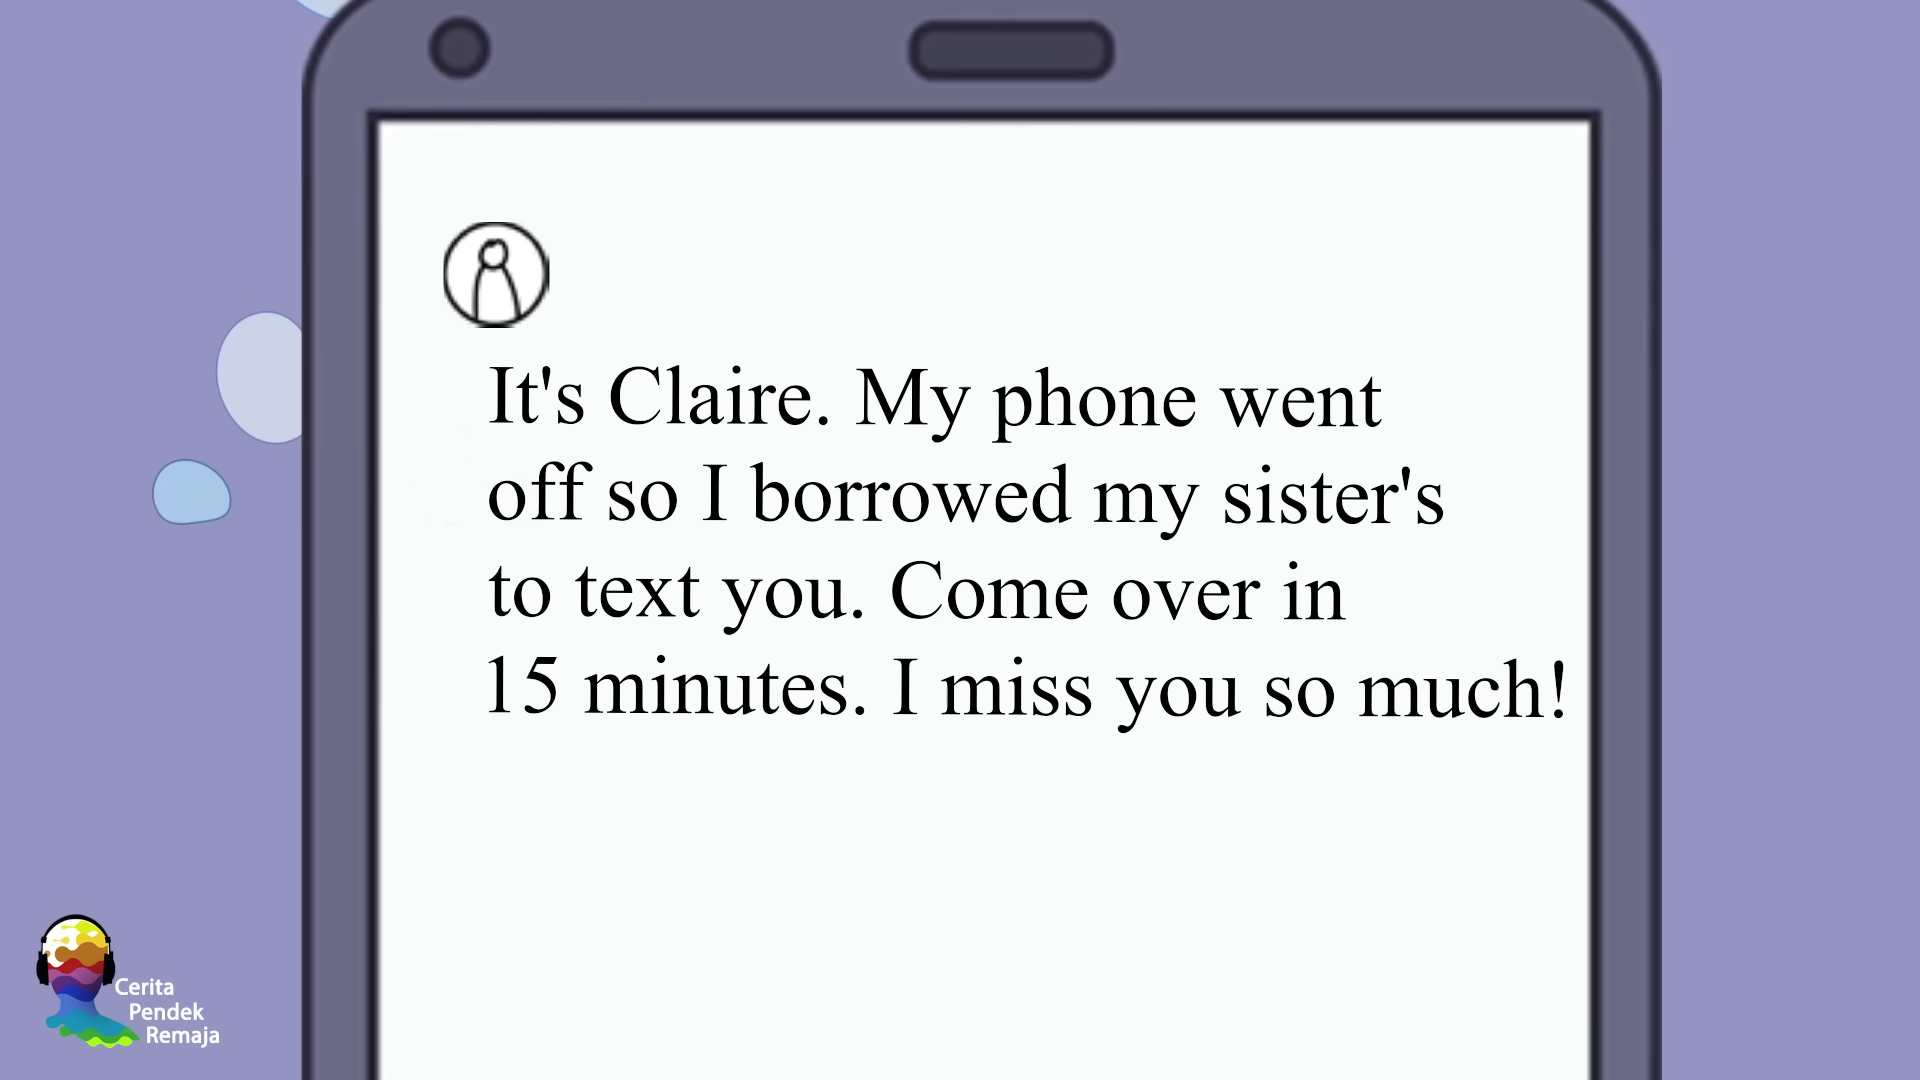 It's Claire. My phone went
off so I borrowed my sister's
to text you. Come over in
15 minutes. I miss you so much!
Cerita
Pendek
Remaja